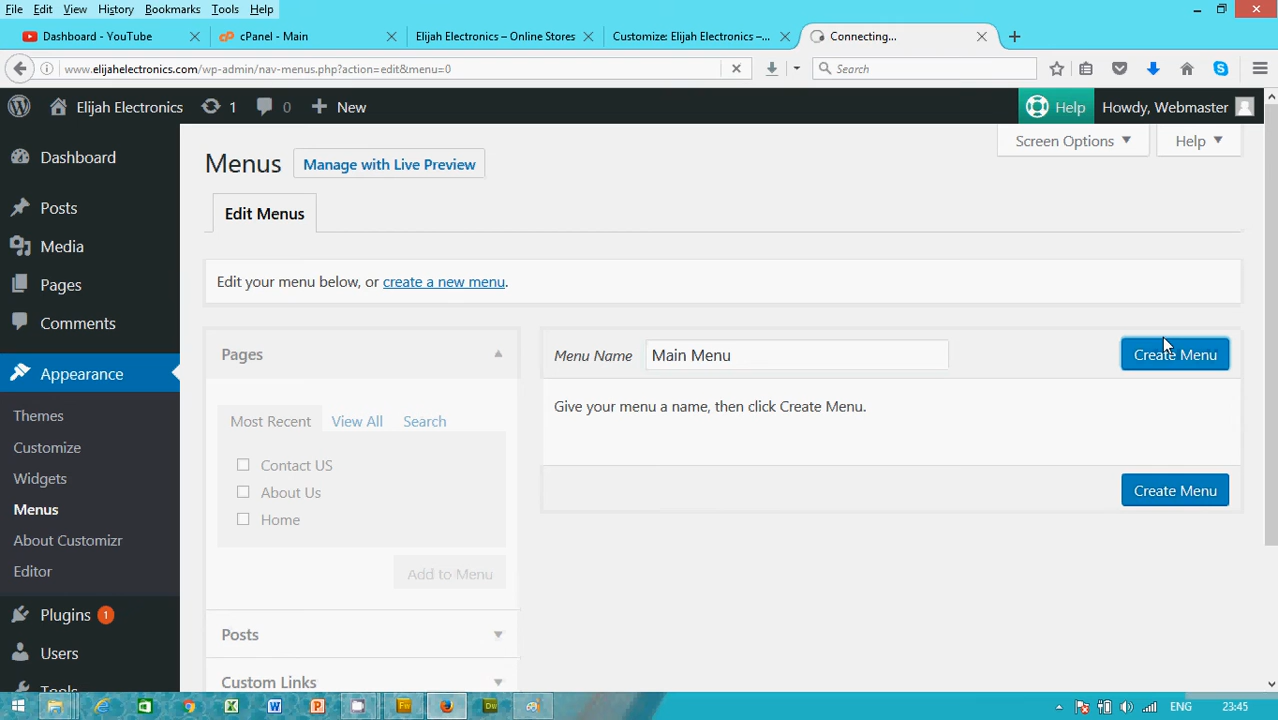 File Edit View History Bookmarks Tools Help
Dashboard - YouTube cPanel - Main Elijah Electronics – Online Stores Customize: Elijah Electronics –... Connecting...
www.elijahelectronics.com/wp-admin/nav-menus.php?action=edit&menu=0 Search
Elijah Electronics 1 0 New Help Howdy, Webmaster
Screen Options Help
Dashboard
Posts
Media
Pages
Comments
Appearance
Themes
Customize
Widgets
Menus
About Customizr
Editor
Plugins 1
Users
Tools
Menus Manage with Live Preview
Edit Menus
Edit your menu below, or create a new menu.
Pages
Most Recent View All Search
Contact US
About Us
Home
Add to Menu
Posts
Custom Links
Menu Name Main Menu Create Menu
Give your menu a name, then click Create Menu.
Create Menu
ENG 23:45